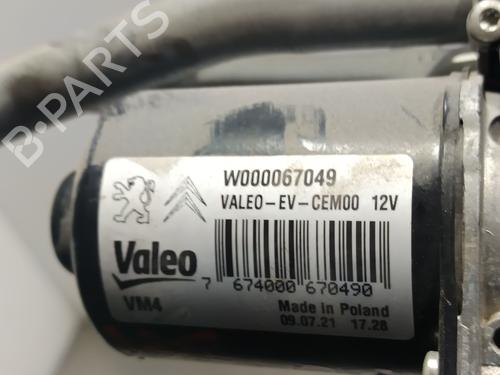 B-PARTS
W000067049
VALEO-EV-CEM00 12V
Valeo
7 674000 670490
VM4
Made in Poland
09.07.21 17.28